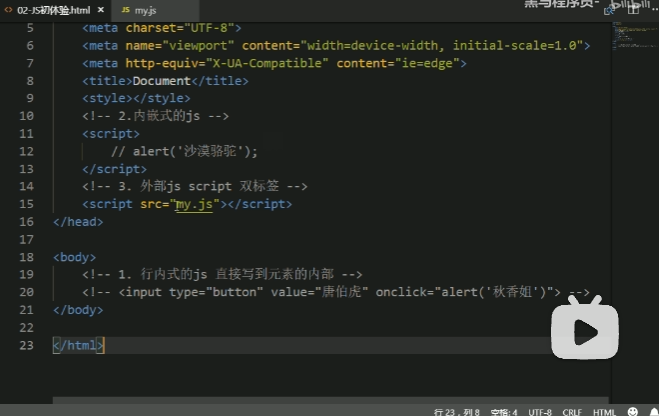 02-JS初体验.html × my.js 黑马程序员-
5 <meta charset="UTF-8">
6 <meta name="viewport" content="width=device-width, initial-scale=1.0">
7 <meta http-equiv="X-UA-Compatible" content="ie=edge">
8 <title>Document</title>
9 <style></style>
10 <!-- 2.内嵌式的js -->
11 <script>
12 // alert('沙漠骆驼');
13 </script>
14 <!-- 3. 外部js script 双标签 -->
15 <script src="my.js"></script>
16 </head>
17
18 <body>
19 <!-- 1. 行内式的js 直接写到元素的内部 -->
20 <!-- <input type="button" value="唐伯虎" onclick="alert('秋香姐')"> -->
21 </body>
22
23 </html>
行 23，列 8 空格: 4 UTF-8 CRLF HTML